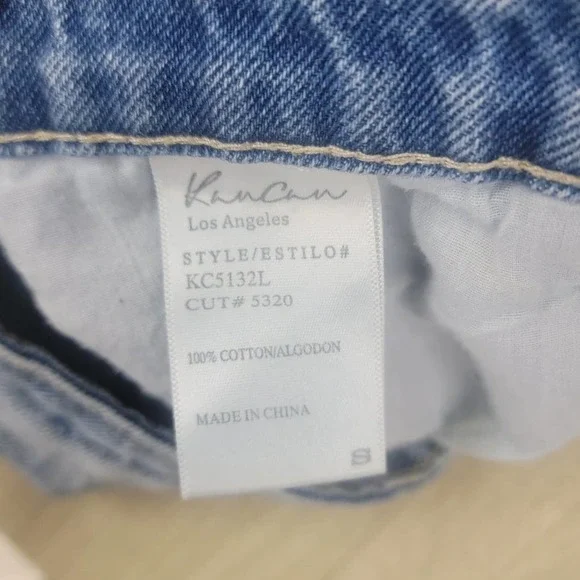 KanCan
Los Angeles
STYLE/ESTILO#
KC5132L
CUT# 5320
100% COTTON/ALGODON
MADE IN CHINA
S